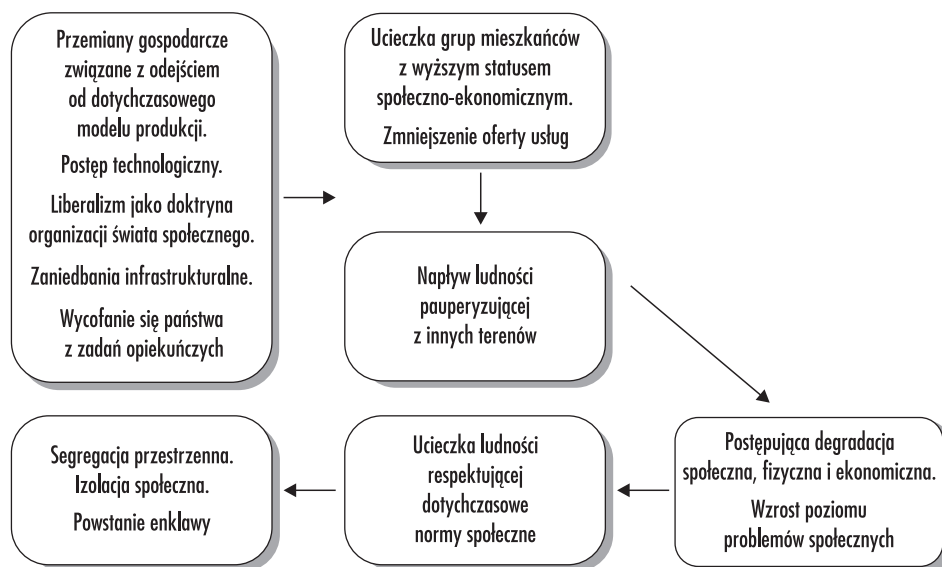 Przemiany gospodarcze
związane z odejściem
od dotychczasowego
modelu produkcji.
Postęp technologiczny.
Liberalizm jako doktryna
organizacji świata społecznego.
Zaniedbania infrastrukturalne.
Wycofanie się państwa
z zadań opiekuńczych
Ucieczka grup mieszkańców
z wyższym statusem
społeczno-ekonomicznym.
Zmniejszenie oferty usług
Napływ ludności
pauperyzującej
z innych terenów
Postępująca degradacja
społeczna, fizyczna i ekonomiczna.
Wzrost poziomu
problemów społecznych
Ucieczka ludności
respektującej
dotychczasowe
normy społeczne
Segregacja przestrzenna.
Izolacja społeczna.
Powstanie enklawy